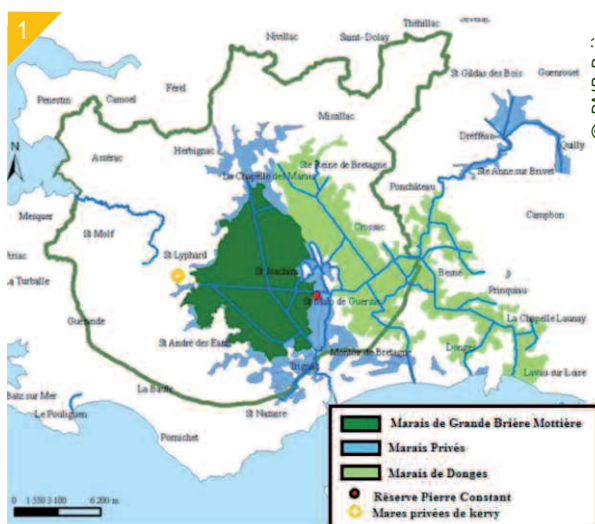 1
Théhillac
Nivillac
Saint-Dolay
St Gildas des Bois
Guenrouet
Férel
Camoel
Penestin
Missillac
Drefféac
Quilly
Herbignac
Assérac
Ste Reine de Bretagne
La Chapelle des Marais
Ste Anne sur Brivet
Ponchâteau
N
Mesquer
St Molf
Crossac
Campbon
St Lyphard
St Joachim
Besné
La Turballe
St Malo de Guersac
Prinquiau
Guérande
La Chapelle Launay
St André des Eaux
Montoir de Bretagne
Donges
Trignac
Lavau sur Loire
La Baule
Batz sur Mer
Le Pouliguen
St Nazaire
Pornichet
Marais de Grande Brière Mottière
Marais Privés
Marais de Donges
Réserve Pierre Constant
Mares privées de kervy
0 1 550 3 100 6 200 m